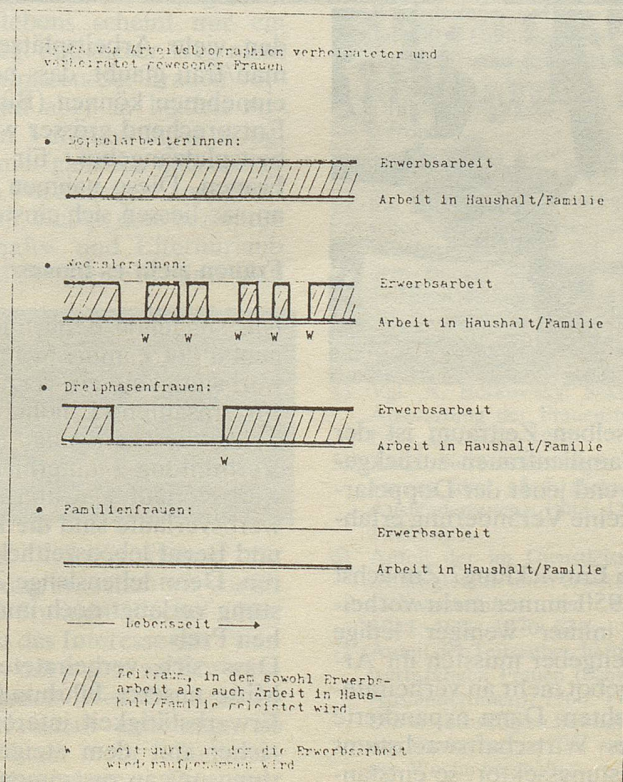 von Arbeitsbiographien verheirateter und
verheiratet gewesener Frauen
• Doppelarbeiterinnen:
Erwerbsarbeit
Arbeit in Haushalt/Familie
• Wechslerinnen:
Erwerbsarbeit
Arbeit in Haushalt/Familie
W W W W W
• Dreiphasenfrauen:
Erwerbsarbeit
Arbeit in Haushalt/Familie
W
• Familienfrauen:
Erwerbsarbeit
Arbeit in Haushalt/Familie
Lebenszeit
Zeitraum, in dem sowohl Erwerbs-
arbeit als auch Arbeit in Haus-
halt/Familie geleistet wird
W Zeitpunkt, in dem die Erwerbsarbeit
wiederaufgenommen wird